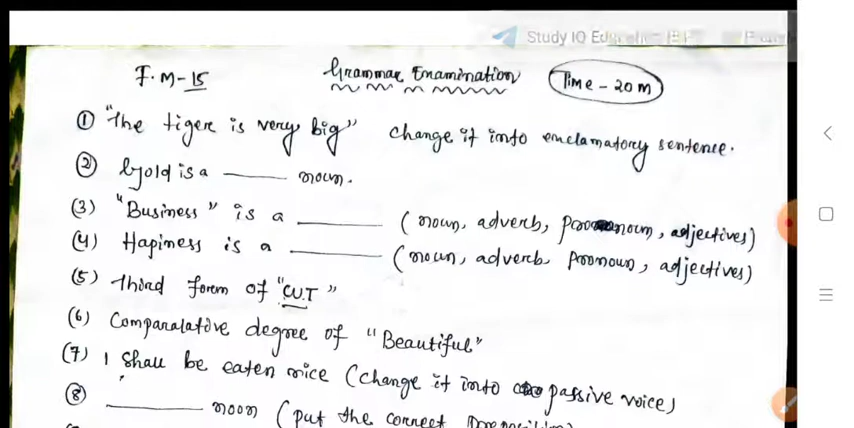 Study IQ Education
F.M-15 Grammar Examination Time - 20 M
① "The tiger is very big" change it into enclamatory sentence.
② Gold is a ______ noun.
(3) "Business" is a ______ (noun, adverb, pronoun, adjectives)
(4) Hapiness is a ______ (noun, adverb pronoun, adjectives)
(5) Third form of "CUT"
(6) Comparalative degree of "Beautiful"
(7) I shall be eaten rice (change it into passive voice)
⑧ ______ noon (put the correct